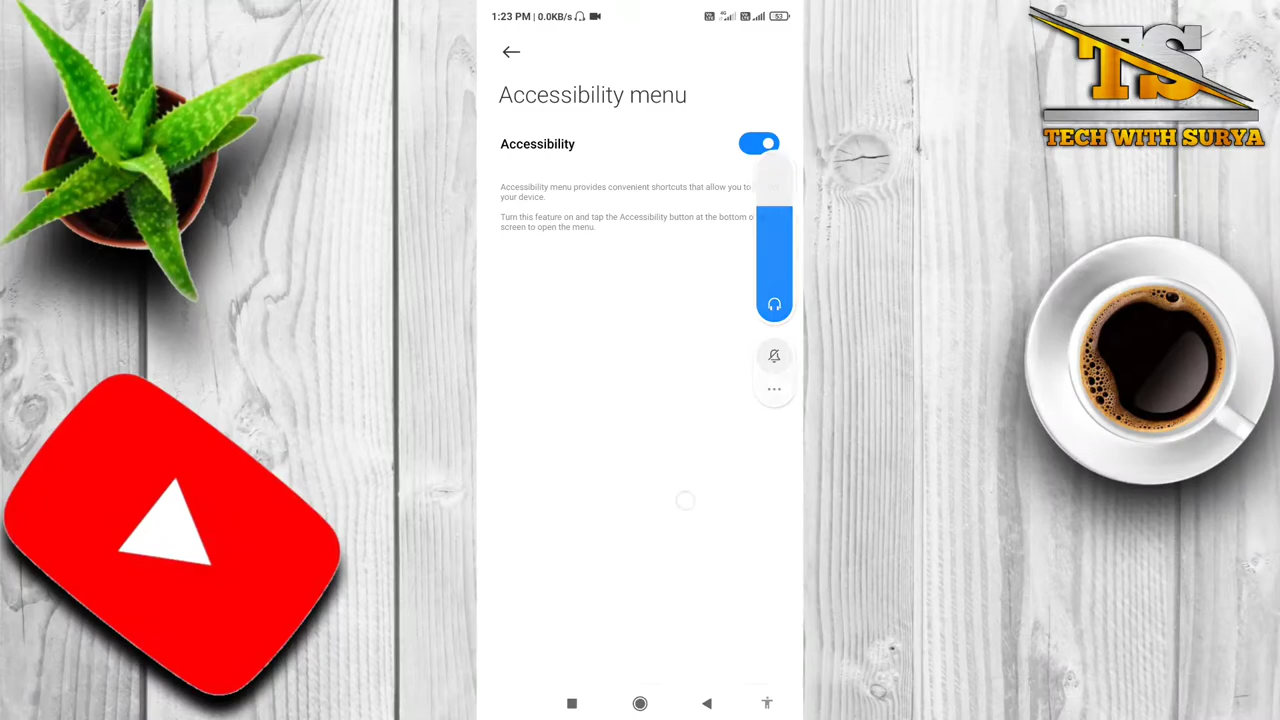 1:23 PM | 0.0KB/s
4G
53
TS
TECH WITH SURYA
Accessibility menu
Accessibility
Accessibility menu provides convenient shortcuts that allow you to
your device.
Turn this feature on and tap the Accessibility button at the bottom o
screen to open the menu.